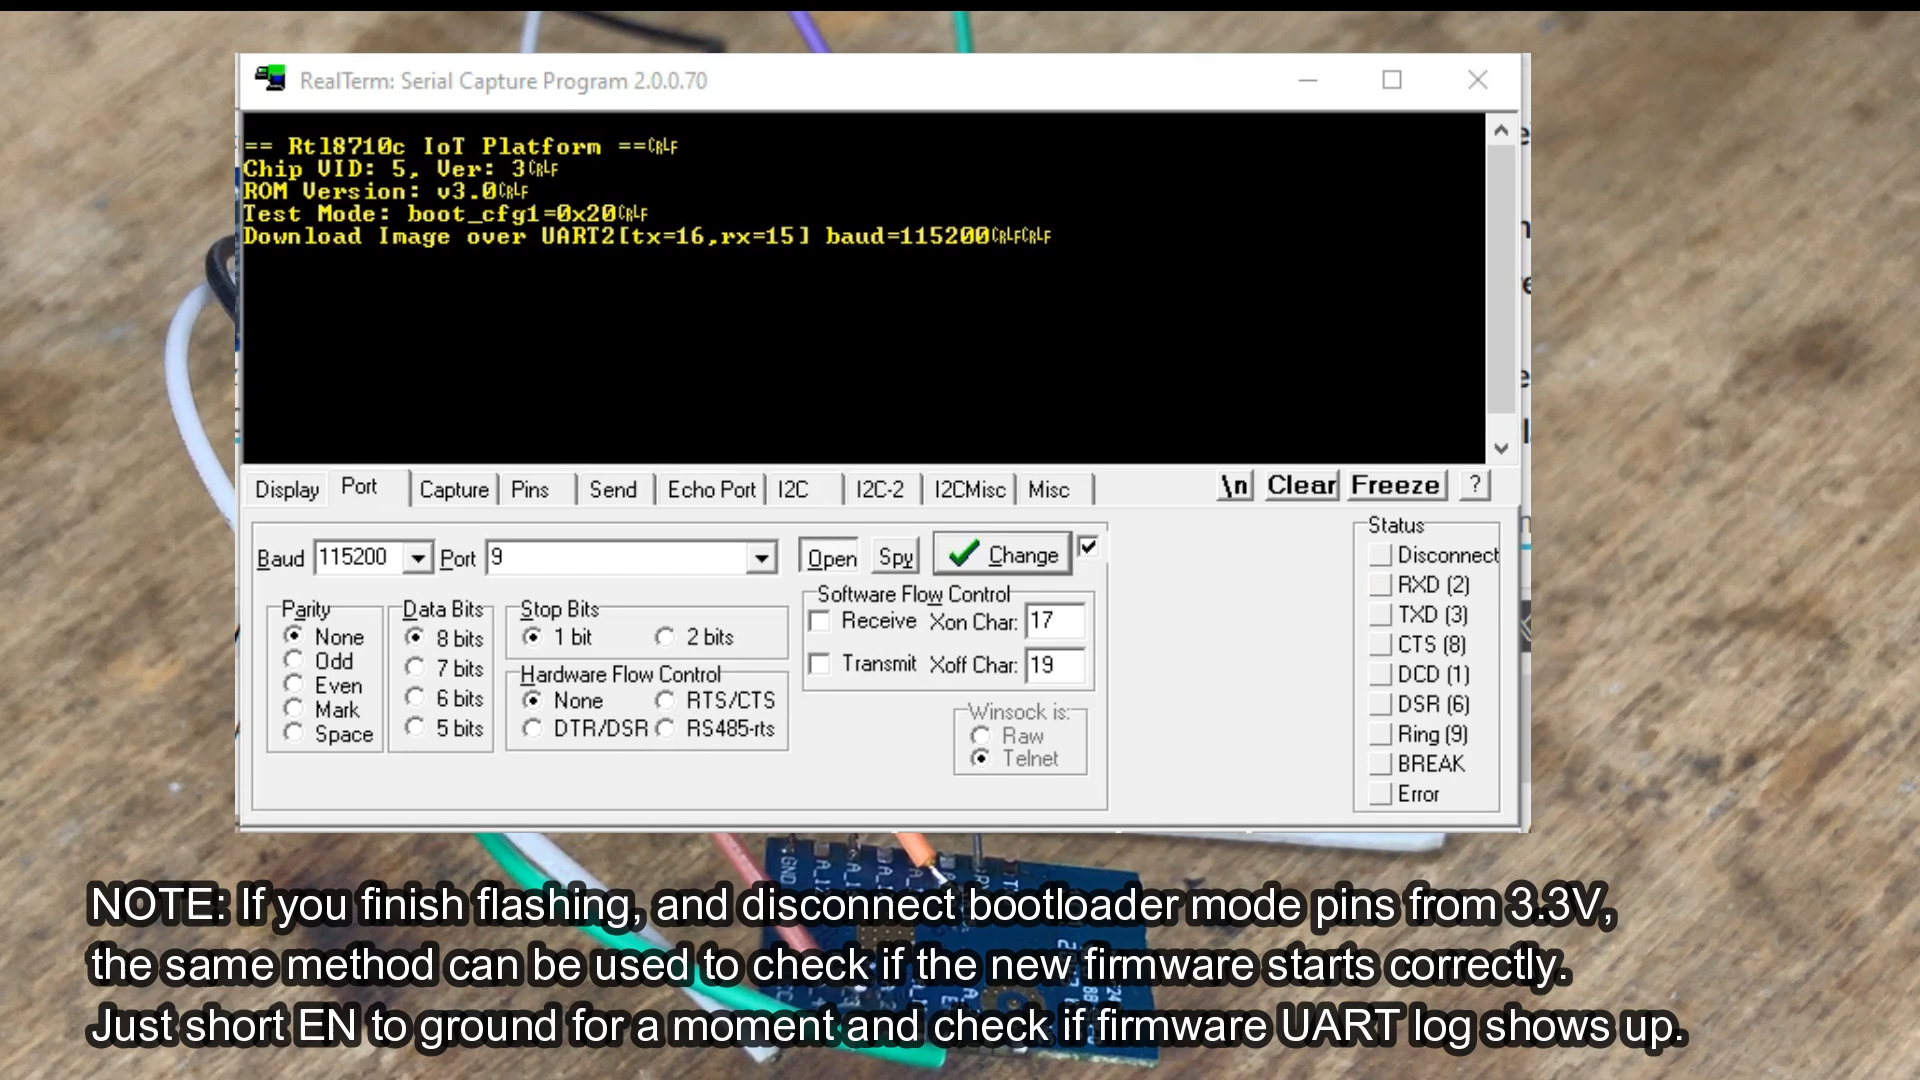 RealTerm: Serial Capture Program 2.0.0.70
== Rtl8710c IoT Platform ==CRLF
Chip VID: 5, Ver: 3CRLF
ROM Version: v3.0CRLF
Test Mode: boot_cfg1=0x20CRLF
Download Image over UART2[tx=16,rx=15] baud=115200CRLFCRLF
Display Port Capture Pins Send Echo Port I2C I2C-2 I2CMisc Misc \n Clear Freeze ?
Baud 115200 Port 9 Open Spy Change
Parity
None
Odd
Even
Mark
Space
Data Bits
8 bits
7 bits
6 bits
5 bits
Stop Bits
1 bit 2 bits
Hardware Flow Control
None RTS/CTS
DTR/DSR RS485-rts
Software Flow Control
Receive Xon Char: 17
Transmit Xoff Char: 19
Winsock is:
Raw
Telnet
Status
Disconnect
RXD (2)
TXD (3)
CTS (8)
DCD (1)
DSR (6)
Ring (9)
BREAK
Error
GND
NOTE: If you finish flashing, and disconnect bootloader mode pins from 3.3V,
the same method can be used to check if the new firmware starts correctly.
Just short EN to ground for a moment and check if firmware UART log shows up.